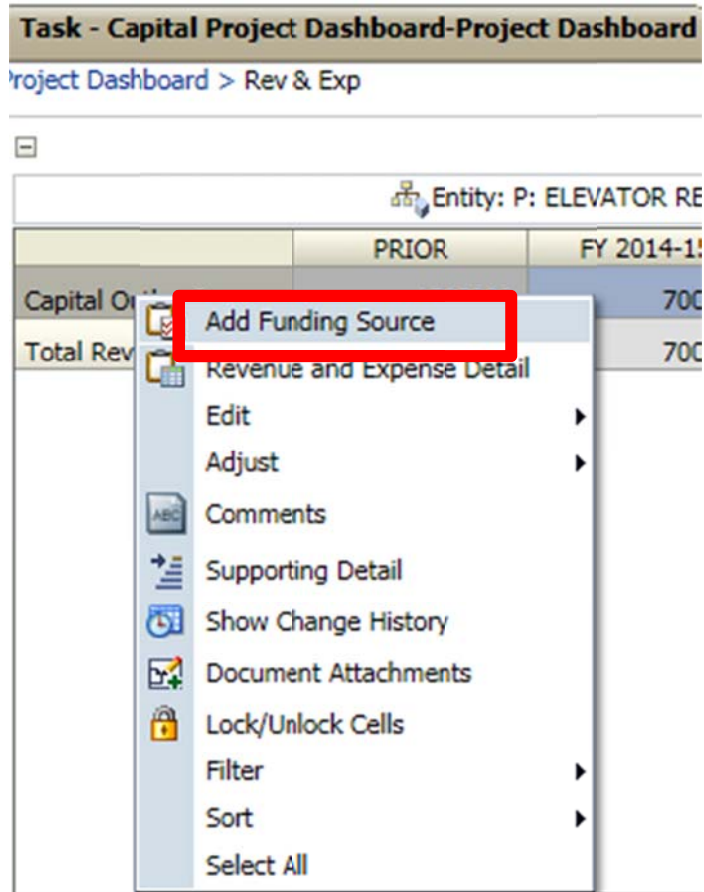 Task - Capital Project Dashboard-Project Dashboard
Project Dashboard > Rev & Exp
Entity: P: ELEVATOR RE
PRIOR FY 2014-15
Capital 700
Total Rev 700
Add Funding Source
Revenue and Expense Detail
Edit
Adjust
ABC Comments
Supporting Detail
Show Change History
Document Attachments
Lock/Unlock Cells
Filter
Sort
Select All